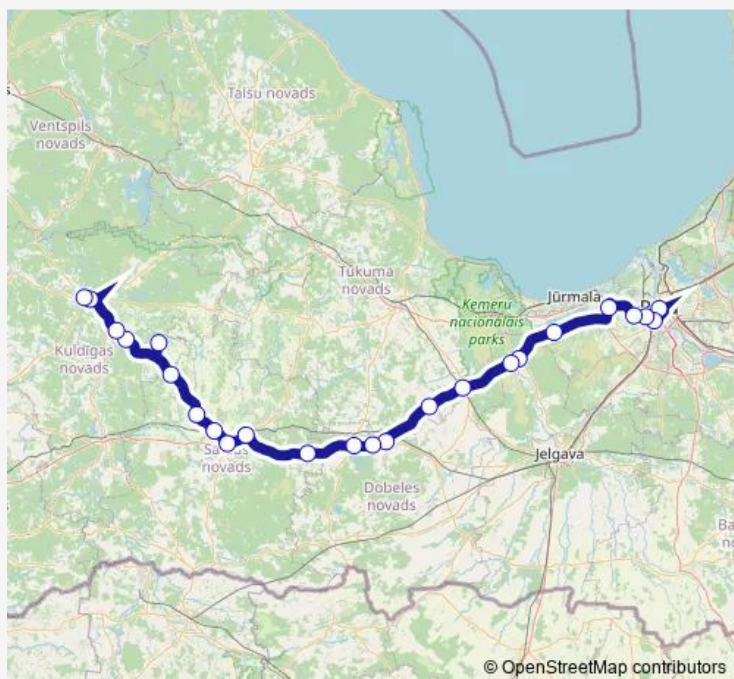 Talsu novads
Ventspils
novads
Tukuma
novads
Jūrmala
Ķemeru
nacionālais
parks
Kuldīgas
novads
novads
Jelgava
Dobeles
novads
© OpenStreetMap contributors